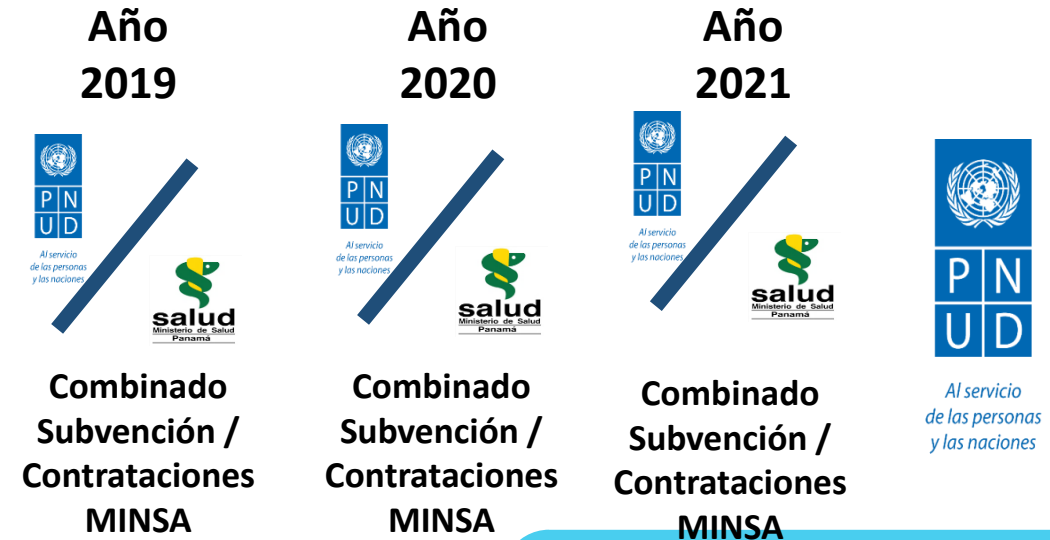 Año
2019
P N
U D
Al servicio
de las personas
y las naciones
salud
Ministerio de Salud
Panamá
Combinado
Subvención /
Contrataciones
MINSA
Año
2020
P N
U D
Al servicio
de las personas
y las naciones
salud
Ministerio de Salud
Panamá
Combinado
Subvención /
Contrataciones
MINSA
Año
2021
P N
U D
Al servicio
de las personas
y las naciones
salud
Ministerio de Salud
Panamá
Combinado
Subvención /
Contrataciones
MINSA
P N
U D
Al servicio
de las personas
y las naciones